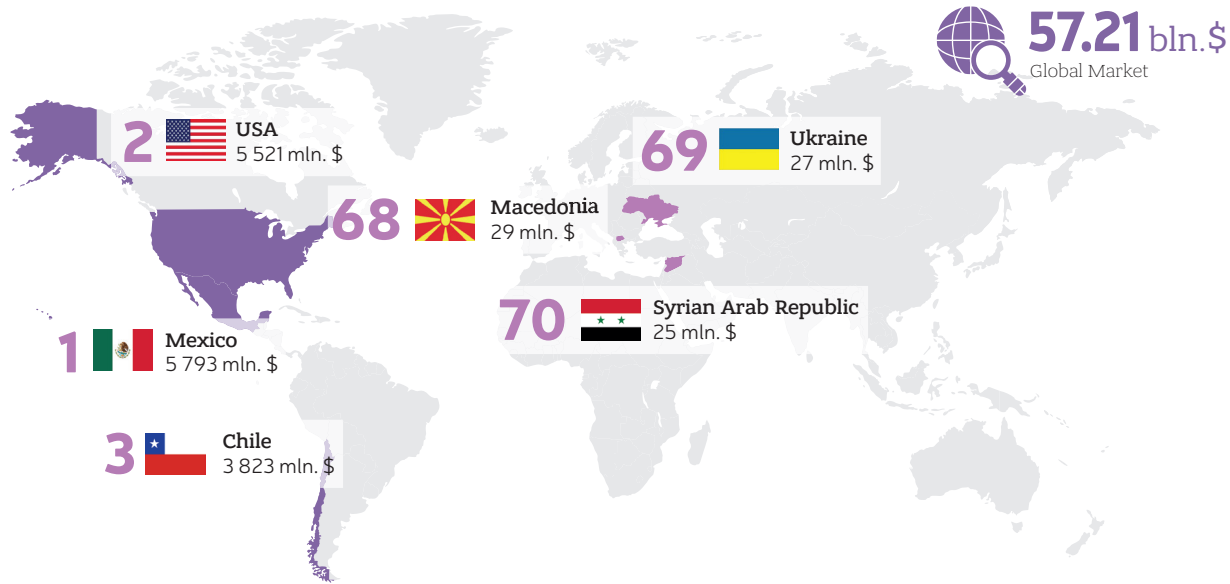 57.21 bln.$
Global Market
2
USA
5 521 mln. $
69
Ukraine
27 mln. $
68
Macedonia
29 mln. $
70
Syrian Arab Republic
25 mln. $
1
Mexico
5 793 mln. $
3
Chile
3 823 mln. $